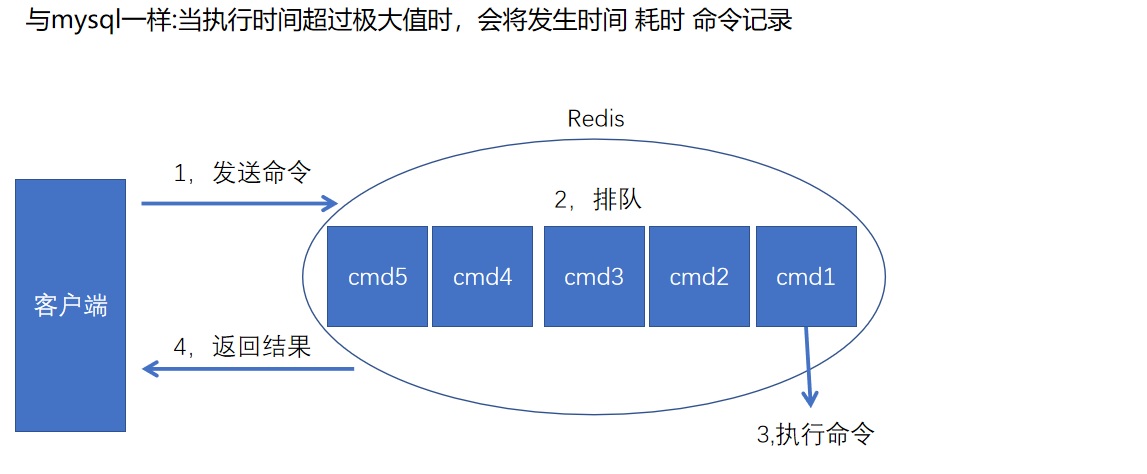 与mysql一样:当执行时间超过极大值时，会将发生时间 耗时 命令记录
Redis
1，发送命令
2，排队
cmd5 cmd4 cmd3 cmd2 cmd1
客户端
4，返回结果
3,执行命令